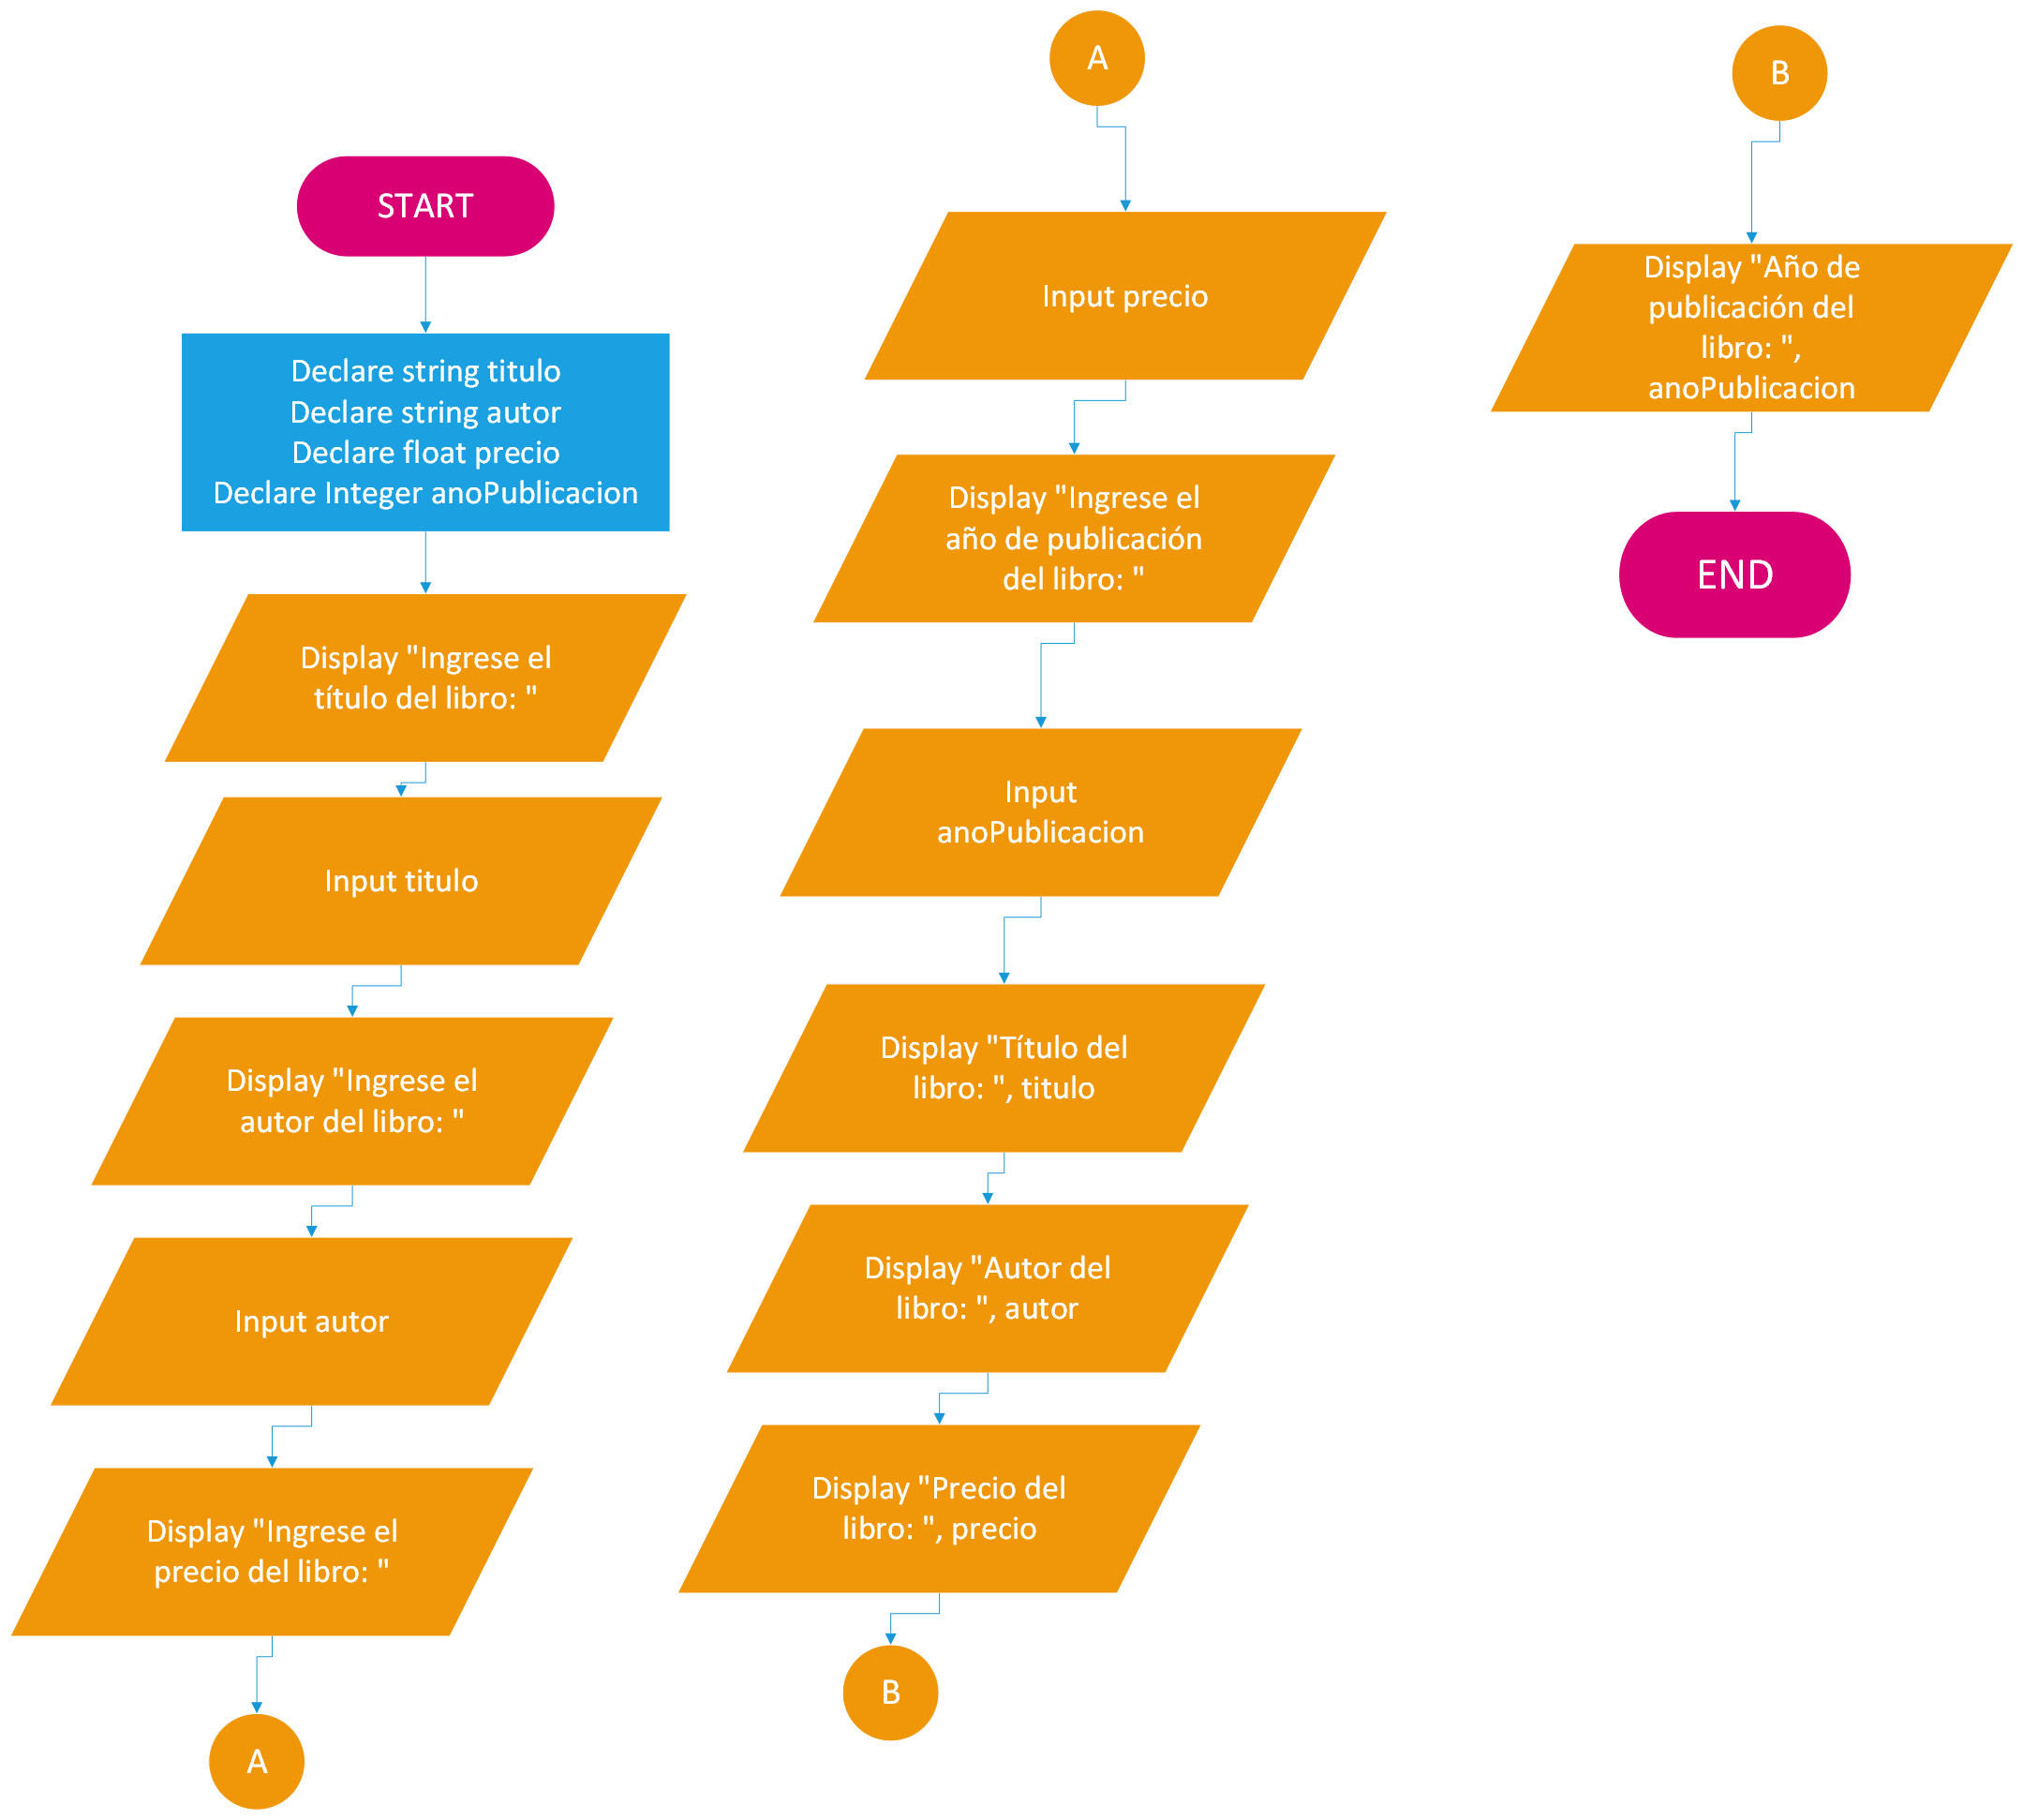 START
Declare string titulo
Declare string autor
Declare float precio
Declare Integer anoPublicacion
Display "Ingrese el
título del libro: "
Input titulo
Display "Ingrese el
autor del libro: "
Input autor
Display "Ingrese el
precio del libro: "
A
A
Input precio
Display "Ingrese el
año de publicación
del libro: "
Input
anoPublicacion
Display "Título del
libro: ", titulo
Display "Autor del
libro: ", autor
Display "Precio del
libro: ", precio
B
B
Display "Año de
publicación del
libro: ",
anoPublicacion
END